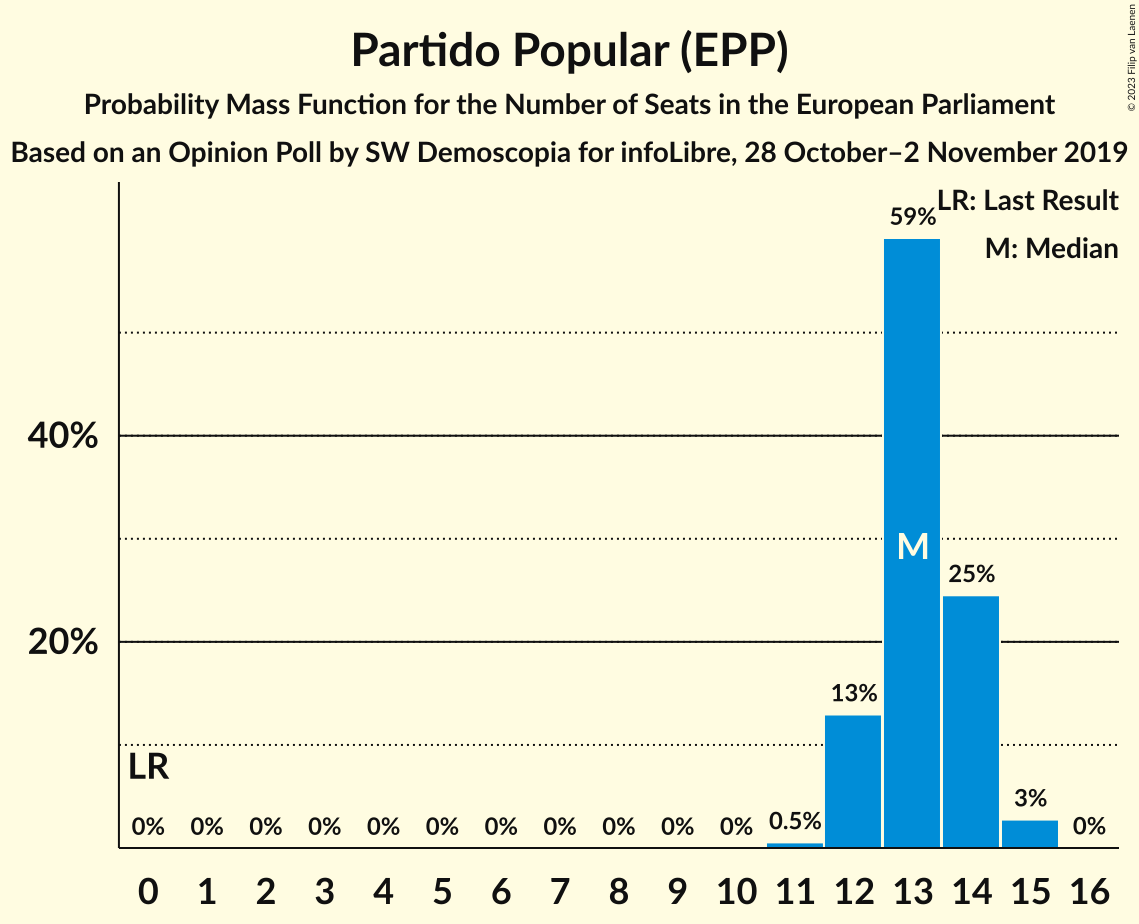 Partido Popular (EPP)
Probability Mass Function for the Number of Seats in the European Parliament
Based on an Opinion Poll by SW Demoscopia for infoLibre, 28 October–2 November 2019
© 2023 Filip van Laenen
LR: Last Result
M: Median
59%
40%
M
25%
20%
13%
LR
3%
0% 0% 0% 0% 0% 0% 0% 0% 0% 0% 0% 0.5% 0%
0 1 2 3 4 5 6 7 8 9 10 11 12 13 14 15 16